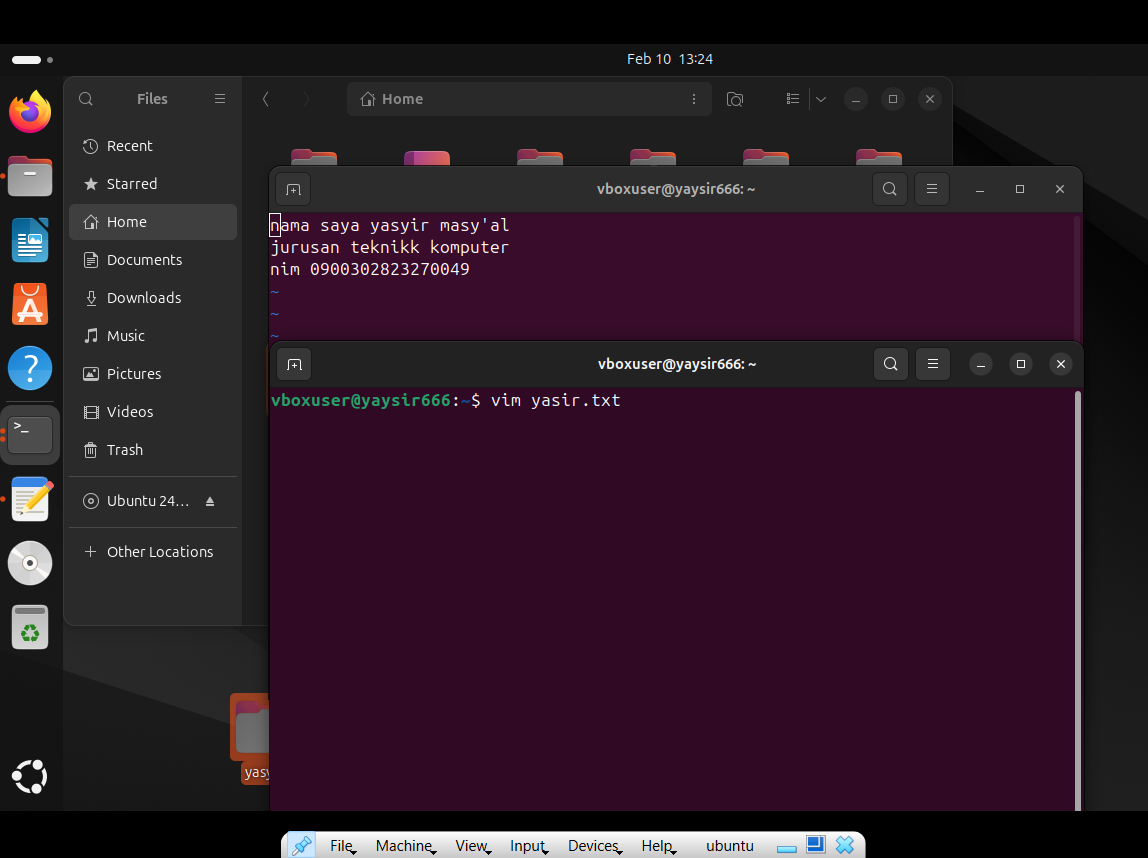 Feb 10 13:24
Files
Home
Recent
Starred
Home
Documents
Downloads
Music
Pictures
Videos
Trash
Ubuntu 24…
Other Locations
vboxuser@yaysir666: ~
nama saya yasyir masy'al
jurusan teknikk komputer
nim 0900302823270049
~
~
~
vboxuser@yaysir666: ~
vboxuser@yaysir666:~$ vim yasir.txt
yasy
File Machine View Input Devices Help ubuntu